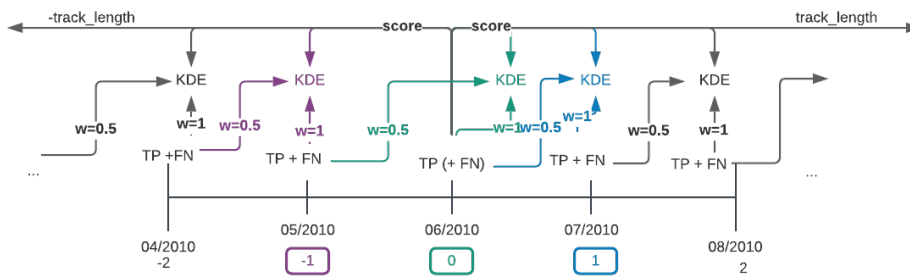 -track_length score score track_length
KDE KDE KDE KDE KDE
w=0.5 w=1 w=0.5 w=1 w=0.5 w=1 w=0.5 w=1 w=0.5 w=1
... TP +FN TP + FN TP (+ FN) TP + FN TP + FN ...
04/2010 05/2010 06/2010 07/2010 08/2010
-2 -1 0 1 2